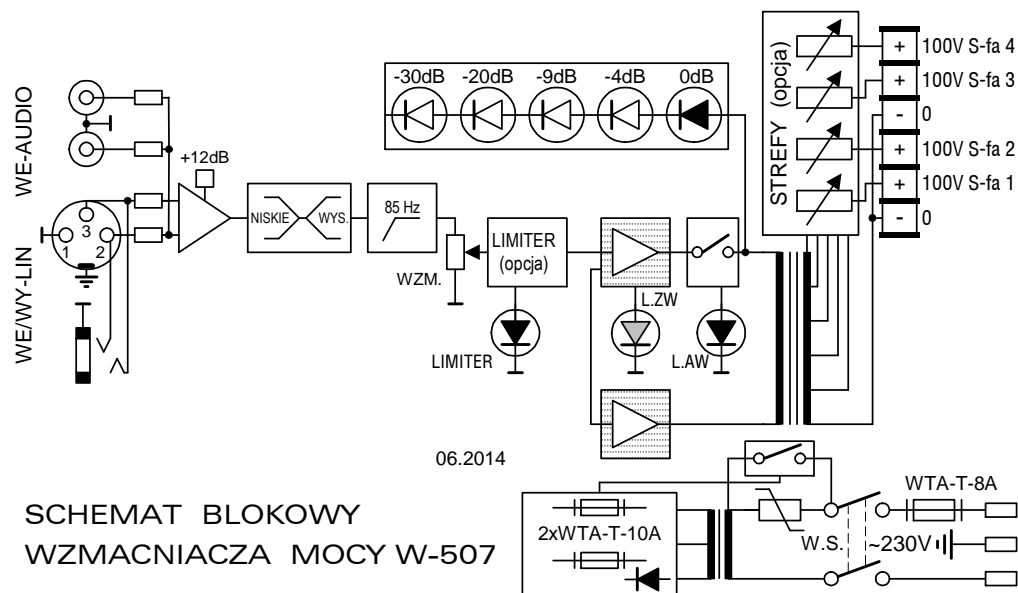 -30dB -20dB -9dB -4dB 0dB
STREFY (opcja)
+ 100V S-fa 4
+ 100V S-fa 3
- 0
+ 100V S-fa 2
+ 100V S-fa 1
- 0
WE-AUDIO
WE/WY-LIN
+12dB
1 2 3
NISKIE WYS.
85 Hz
WZM.
LIMITER
(opcja)
LIMITER
L.ZW
L.AW
06.2014
SCHEMAT BLOKOWY
WZMACNIACZA MOCY W-507
2xWTA-T-10A
W.S.
WTA-T-8A
~230V